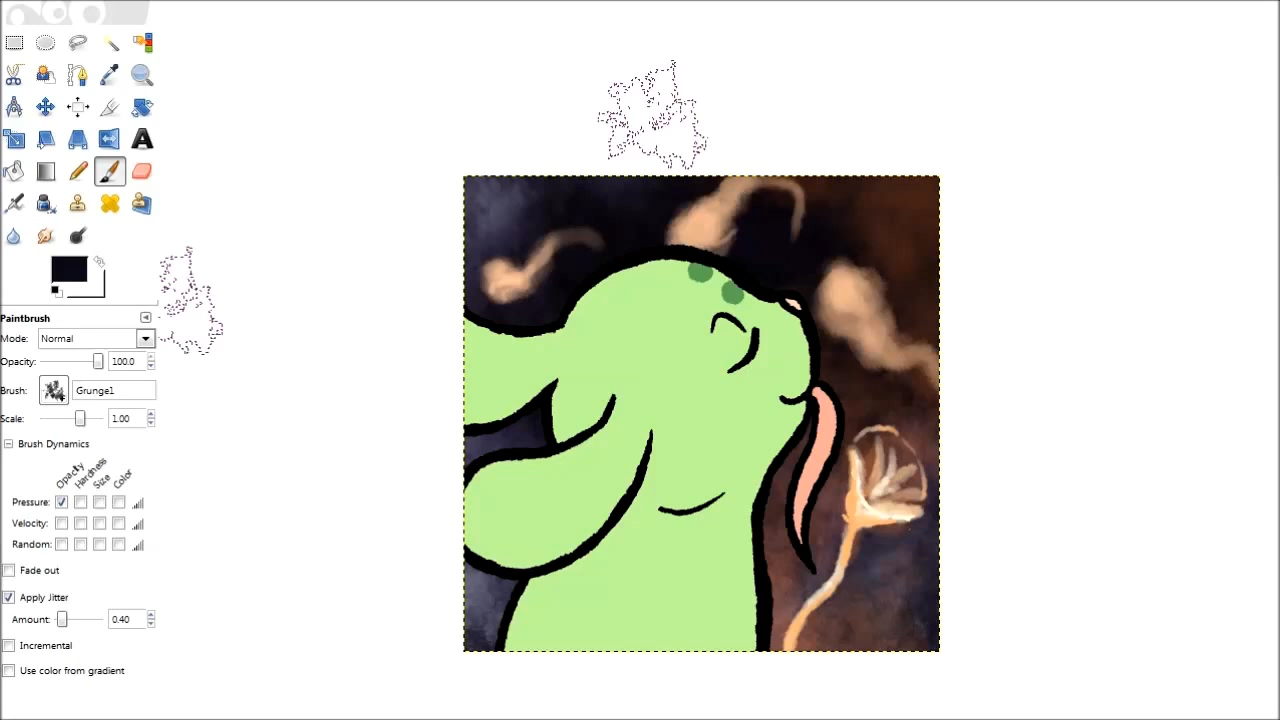 Paintbrush
Mode: Normal
Opacity: 100.0
Brush: Grunge1
Scale: 1.00
Brush Dynamics
Opacity Hardness Size Color
Pressure:
Velocity:
Random:
Fade out
Apply Jitter
Amount: 0.40
Incremental
Use color from gradient